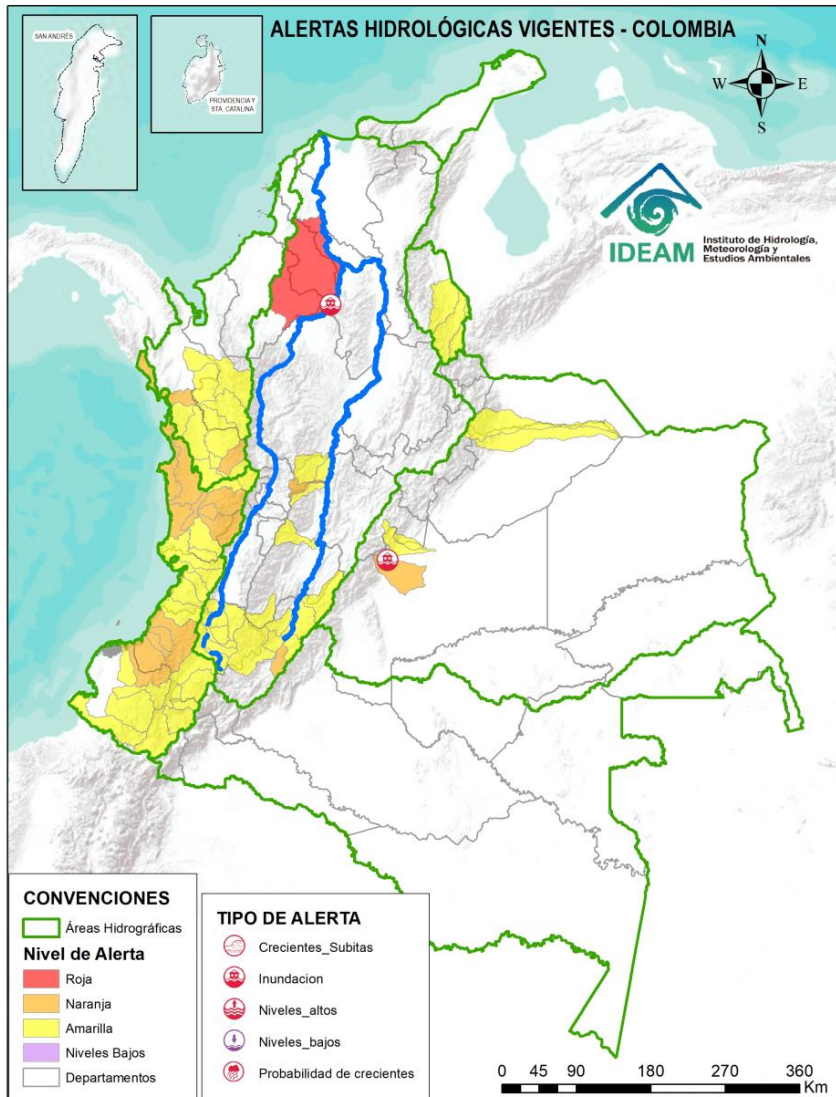 ALERTAS HIDROLÓGICAS VIGENTES - COLOMBIA
SAN ANDRÉS
PROVIDENCIA Y
STA. CATALINA
N
W
E
S
IDEAM
Instituto de Hidrología,
Meteorología y
Estudios Ambientales
CONVENCIONES
Áreas Hidrográficas
Nivel de Alerta
Roja
Naranja
Amarilla
Niveles Bajos
Departamentos
TIPO DE ALERTA
Crecientes_Subitas
Inundacion
Niveles_altos
Niveles_bajos
Probabilidad de crecientes
0 45 90 180 270 360
Km